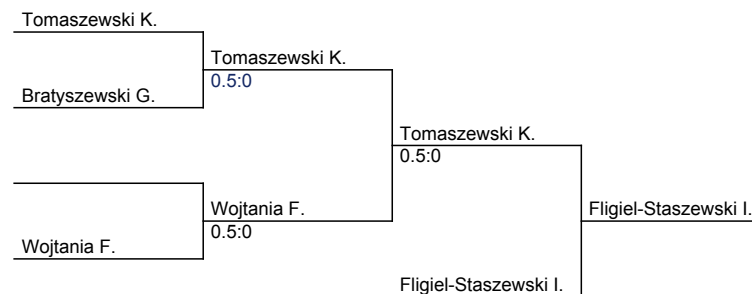 Tomaszewski K.
Tomaszewski K.
0.5:0
Bratyszewski G.
Tomaszewski K.
0.5:0
Wojtania F.
0.5:0
Fligiel-Staszewski I.
Wojtania F.
Fligiel-Staszewski I.